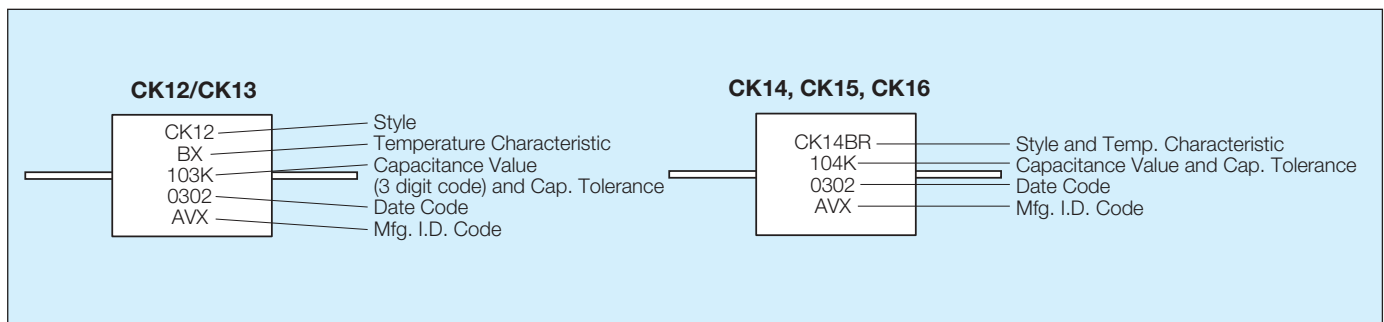 CK12/CK13
CK12
BX
103K
0302
AVX
Style
Temperature Characteristic
Capacitance Value
(3 digit code) and Cap. Tolerance
Date Code
Mfg. I.D. Code
CK14, CK15, CK16
CK14BR
104K
0302
AVX
Style and Temp. Characteristic
Capacitance Value and Cap. Tolerance
Date Code
Mfg. I.D. Code